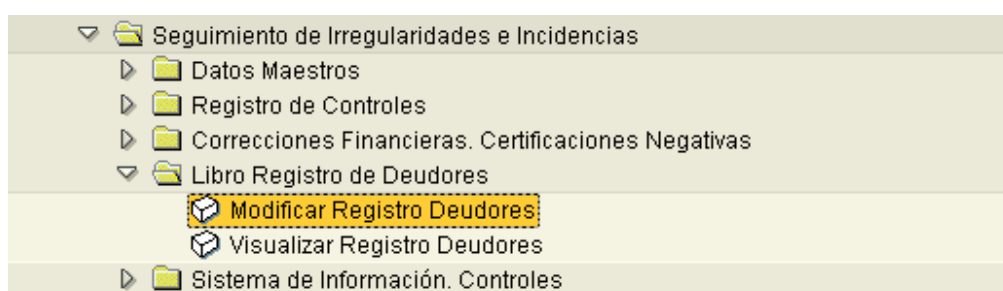 Seguimiento de Irregularidades e Incidencias
Datos Maestros
Registro de Controles
Correcciones Financieras. Certificaciones Negativas
Libro Registro de Deudores
Modificar Registro Deudores
Visualizar Registro Deudores
Sistema de Información. Controles